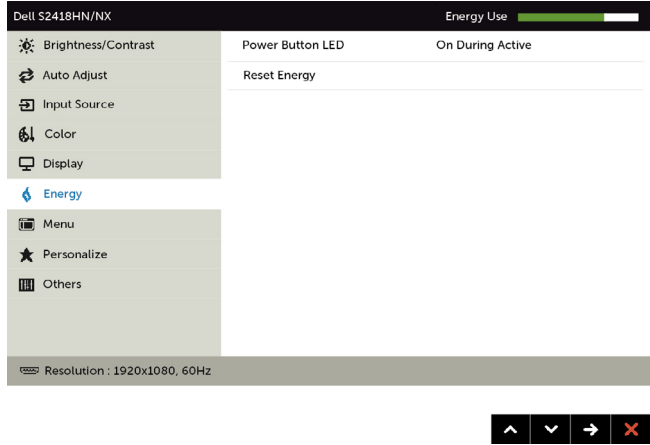 Dell S2418HN/NX Energy Use
Brightness/Contrast Power Button LED On During Active
Auto Adjust Reset Energy
Input Source
Color
Display
Energy
Menu
Personalize
Others
Resolution : 1920x1080, 60Hz